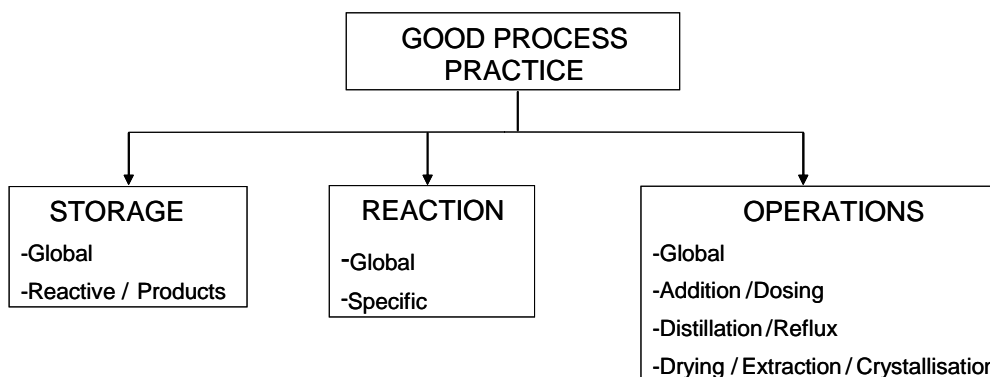 GOOD PROCESS
PRACTICE
STORAGE
-Global
-Reactive / Products
REACTION
-Global
-Specific
OPERATIONS
-Global
-Addition /Dosing
-Distillation /Reflux
-Drying / Extraction / Crystallisation